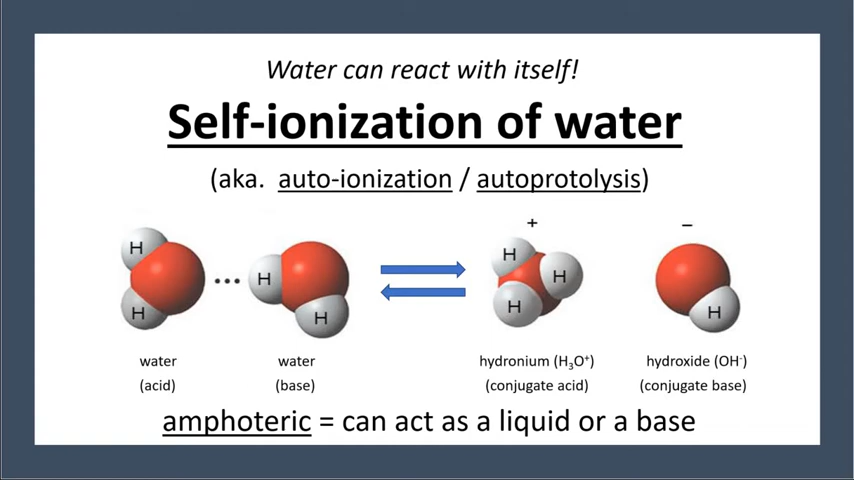 Water can react with itself!
Self-ionization of water
(aka. auto-ionization / autoprotolysis)
+ −
H H H H H H H H
water water hydronium (H₃O⁺) hydroxide (OH⁻)
(acid) (base) (conjugate acid) (conjugate base)
amphoteric = can act as a liquid or a base